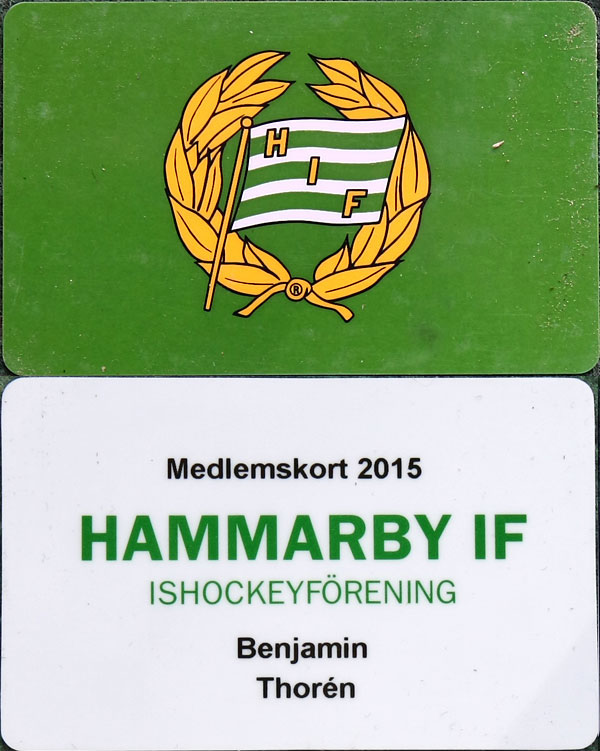 H
I
F
®
Medlemskort 2015
HAMMARBY IF
ISHOCKEYFÖRENING
Benjamin
Thorén